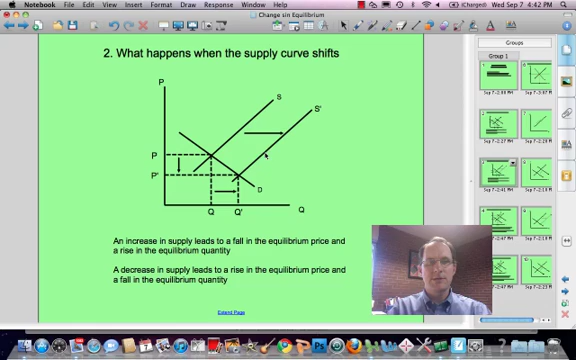 Notebook File Edit View Insert Format Draw Responses Window Help (Charged) Wed Sep 7 4:42 PM
Change sin Equilibrium
Groups
2. What happens when the supply curve shifts
Group 1
P
S
S'
P
P'
D
Q Q' Q
An increase in supply leads to a fall in the equilibrium price and
a rise in the equilibrium quantity
A decrease in supply leads to a rise in the equilibrium price and
a fall in the equilibrium quantity
Extend Page